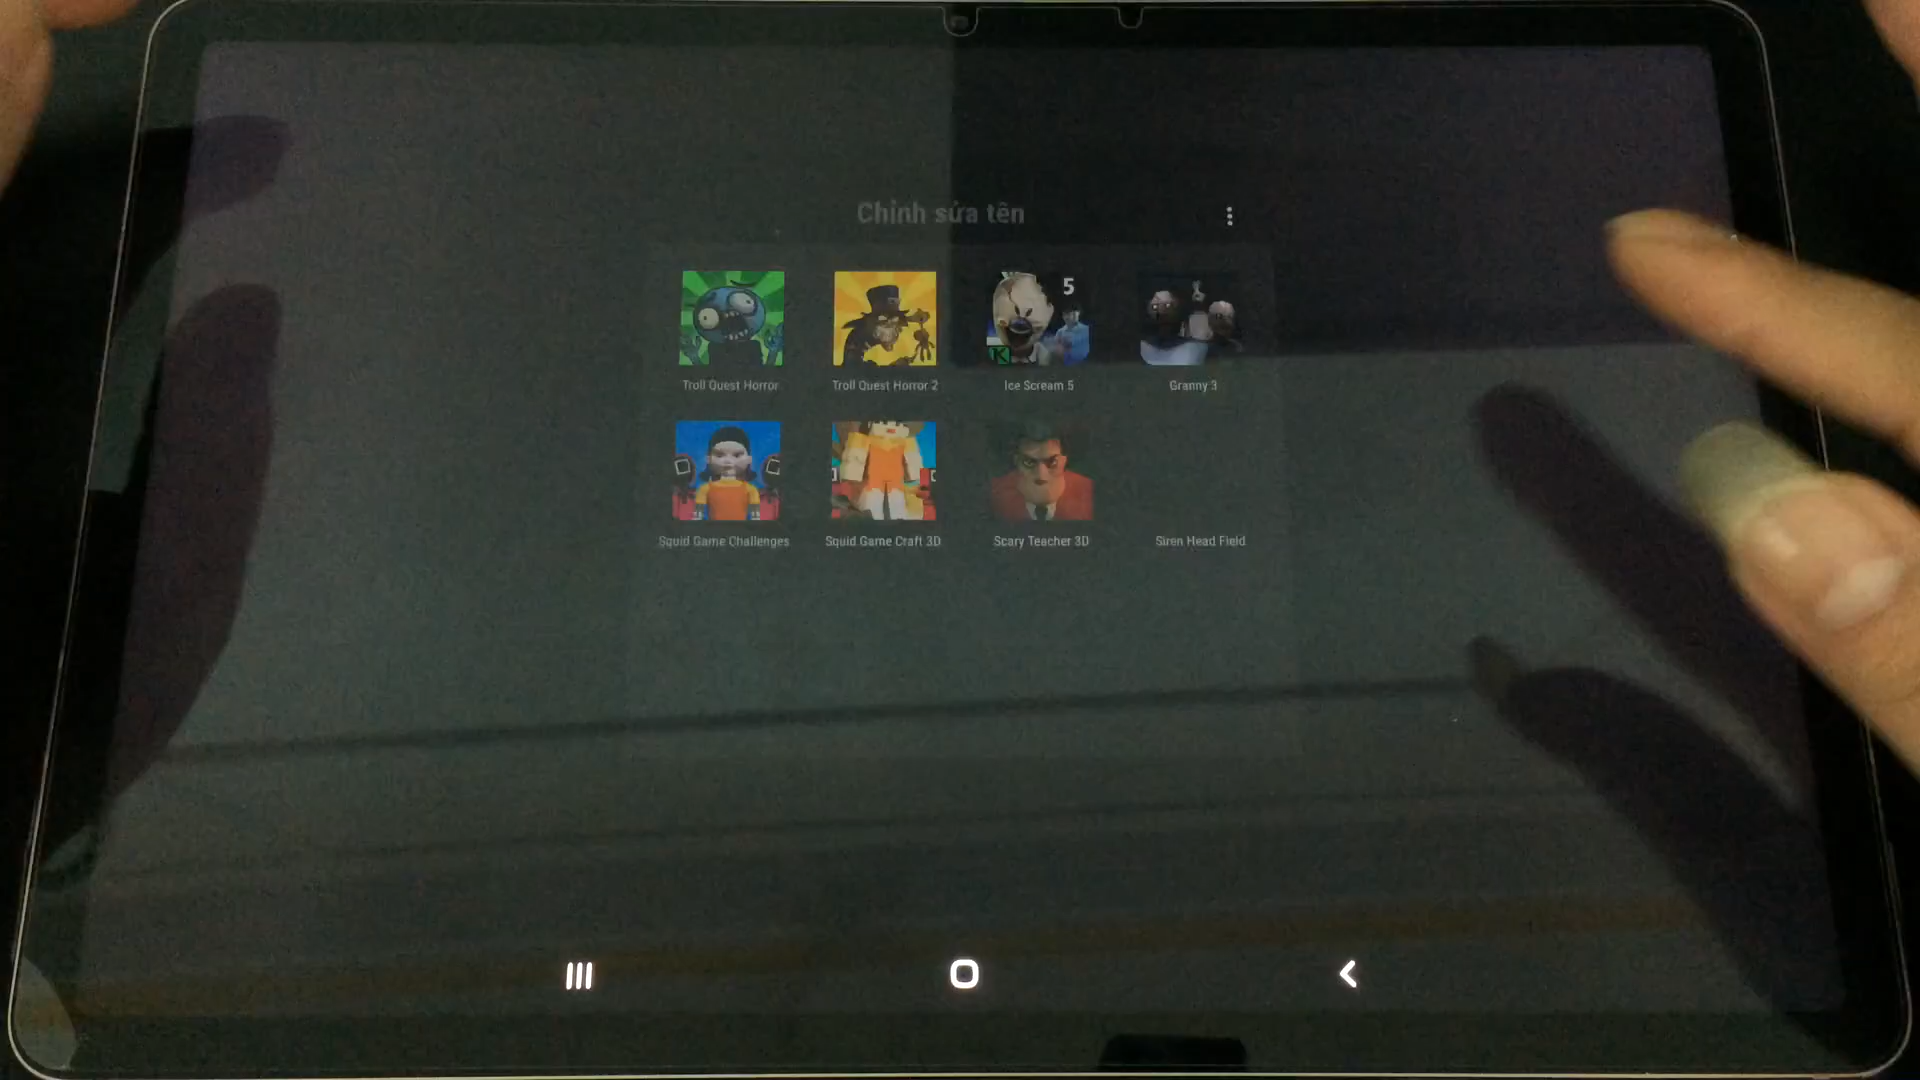 Chỉnh sửa tên
5
K
Troll Quest Horror
Troll Quest Horror 2
Ice Scream 5
Granny 3
Squid Game Challenges
Squid Game Craft 3D
Scary Teacher 3D
Siren Head Field